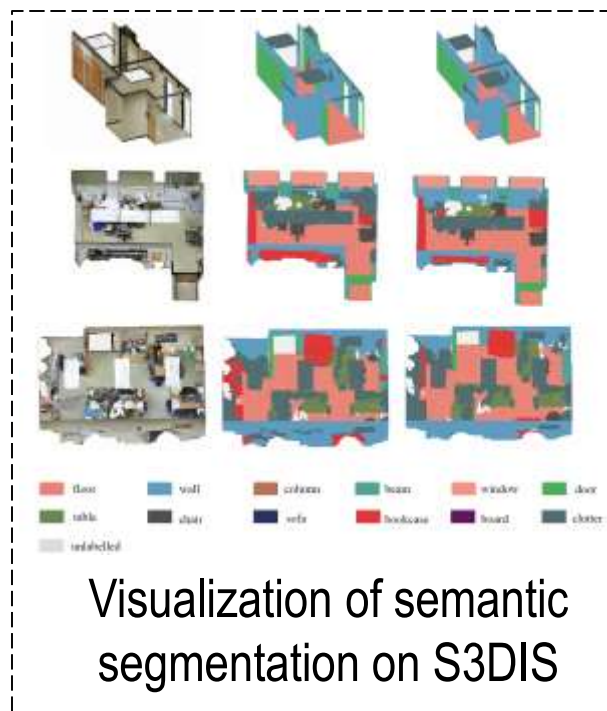 floor wall column beam window door
table chair sofa bookcase board clutter
unlabelled
Visualization of semantic
segmentation on S3DIS